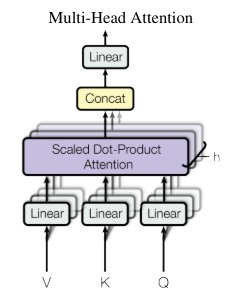 Multi-Head Attention
Linear
Concat
Scaled Dot-Product
Attention
h
Linear Linear Linear
V K Q